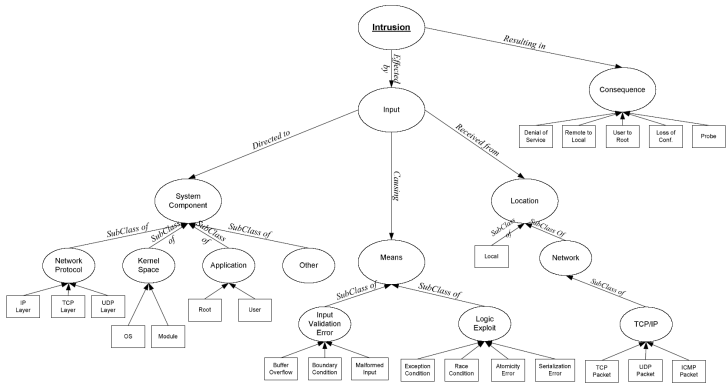 Intrusion
Resulting in
Effected
by
Consequence
Input
Denial of
Service
Remote to
Local
User to
Root
Loss of
Conf.
Probe
Directed to
Causing
Received from
System
Component
Location
SubClass of
SubClass
of
SubClass
of
SubClass of
SubClass
of
SubClass Of
Network
Protocol
Kernel
Space
Application
Other
Means
Local
Network
IP
Layer
TCP
Layer
UDP
Layer
Root
User
SubClass of
SubClass of
SubClass of
OS
Module
Input
Validation
Error
Logic
Exploit
TCP/IP
Buffer
Overflow
Boundary
Condition
Malformed
Input
Exception
Condition
Race
Condition
Atomicity
Error
Serialization
Error
TCP
Packet
UDP
Packet
ICMP
Packet